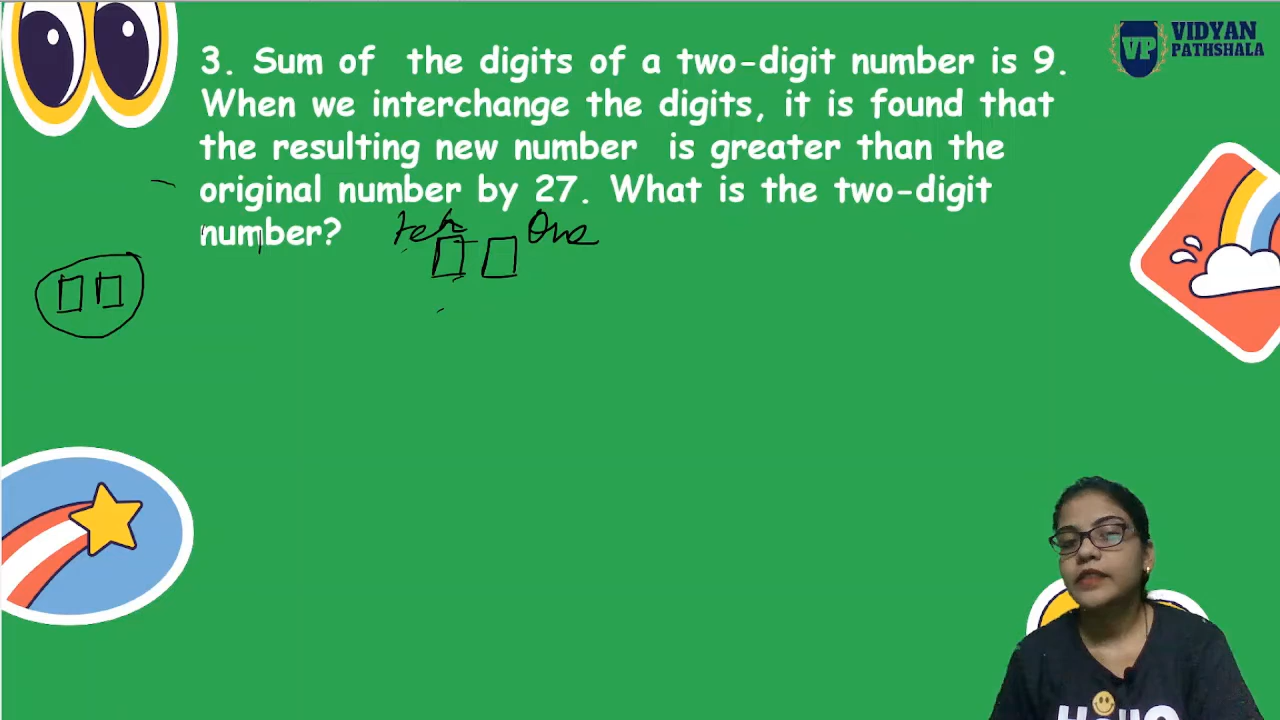 VIDYAN
PATHSHALA
VP
3. Sum of the digits of a two-digit number is 9.
When we interchange the digits, it is found that
the resulting new number is greater than the
original number by 27. What is the two-digit
number?
One